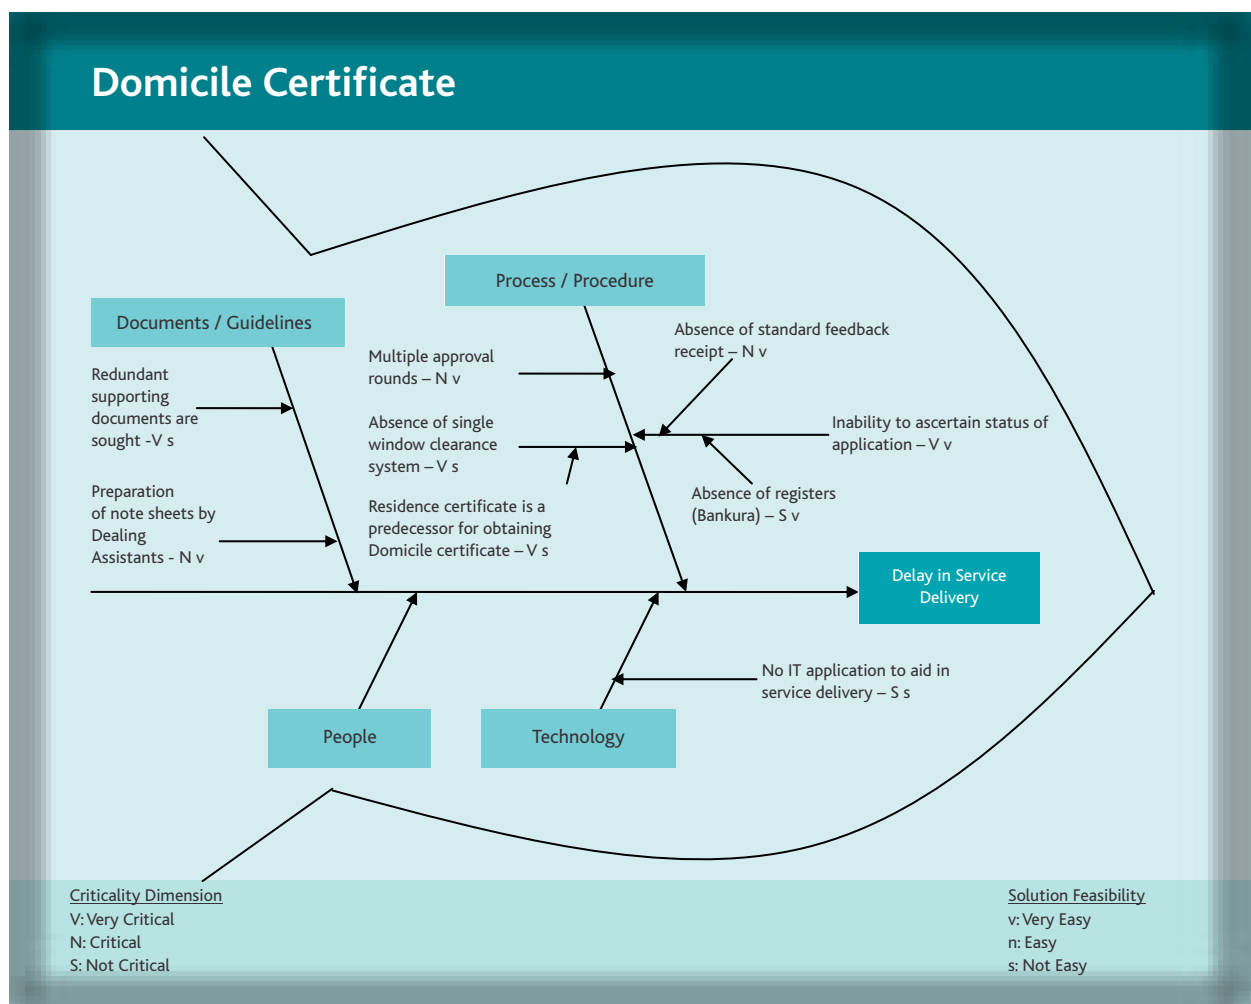 Domicile Certificate
Process / Procedure
Documents / Guidelines
Absence of standard feedback
receipt – N v
Multiple approval
rounds – N v
Redundant
supporting
documents are
sought -V s
Absence of single
window clearance
system – V s
Inability to ascertain status of
application – V v
Preparation
of note sheets by
Dealing
Assistants - N v
Absence of registers
(Bankura) – S v
Residence certificate is a
predecessor for obtaining
Domicile certificate – V s
Delay in Service
Delivery
No IT application to aid in
service delivery – S s
People
Technology
Criticality Dimension
V: Very Critical
N: Critical
S: Not Critical
Solution Feasibility
v: Very Easy
n: Easy
s: Not Easy